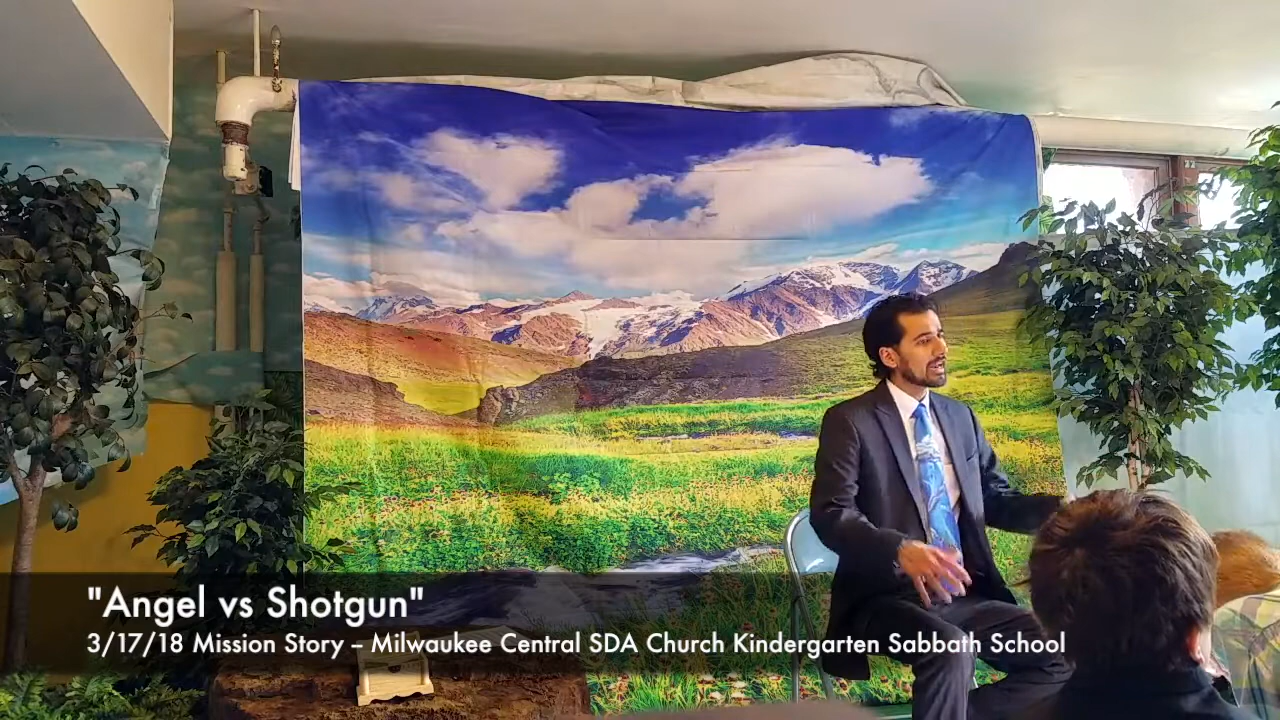 "Angel vs Shotgun"
3/17/18 Mission Story – Milwaukee Central SDA Church Kindergarten Sabbath School